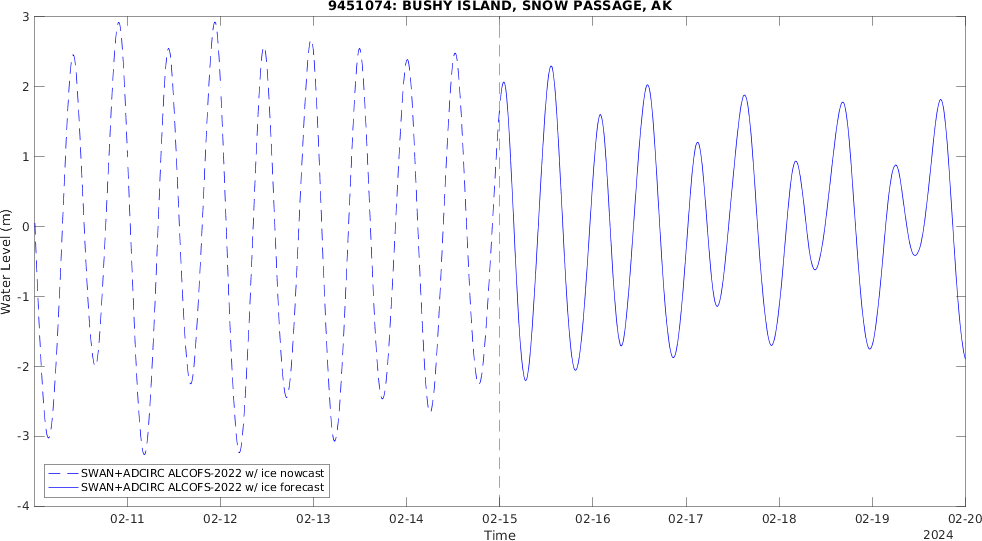 9451074: BUSHY ISLAND, SNOW PASSAGE, AK
3
2
1
0
-1
-2
-3
-4
Water Level (m)
SWAN+ADCIRC ALCOFS-2022 w/ ice nowcast
SWAN+ADCIRC ALCOFS-2022 w/ ice forecast
02-11 02-12 02-13 02-14 02-15 02-16 02-17 02-18 02-19 02-20
Time
2024